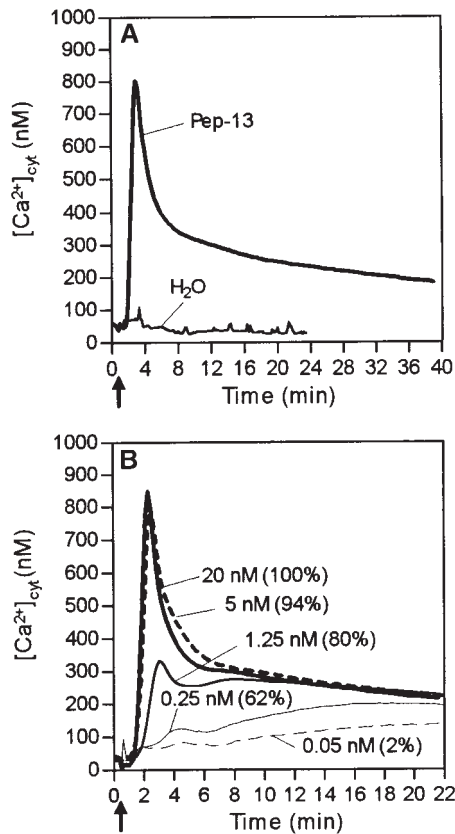 A
1000
900
800
700
600
500
400
300
200
100
0
[Ca²⁺]cyt (nM)
Pep-13
H₂O
0 4 8 12 16 20 24 28 32 36 40
Time (min)
B
1000
900
800
700
600
500
400
300
200
100
0
[Ca²⁺]cyt (nM)
20 nM (100%)
5 nM (94%)
1.25 nM (80%)
0.25 nM (62%)
0.05 nM (2%)
0 2 4 6 8 10 12 14 16 18 20 22
Time (min)